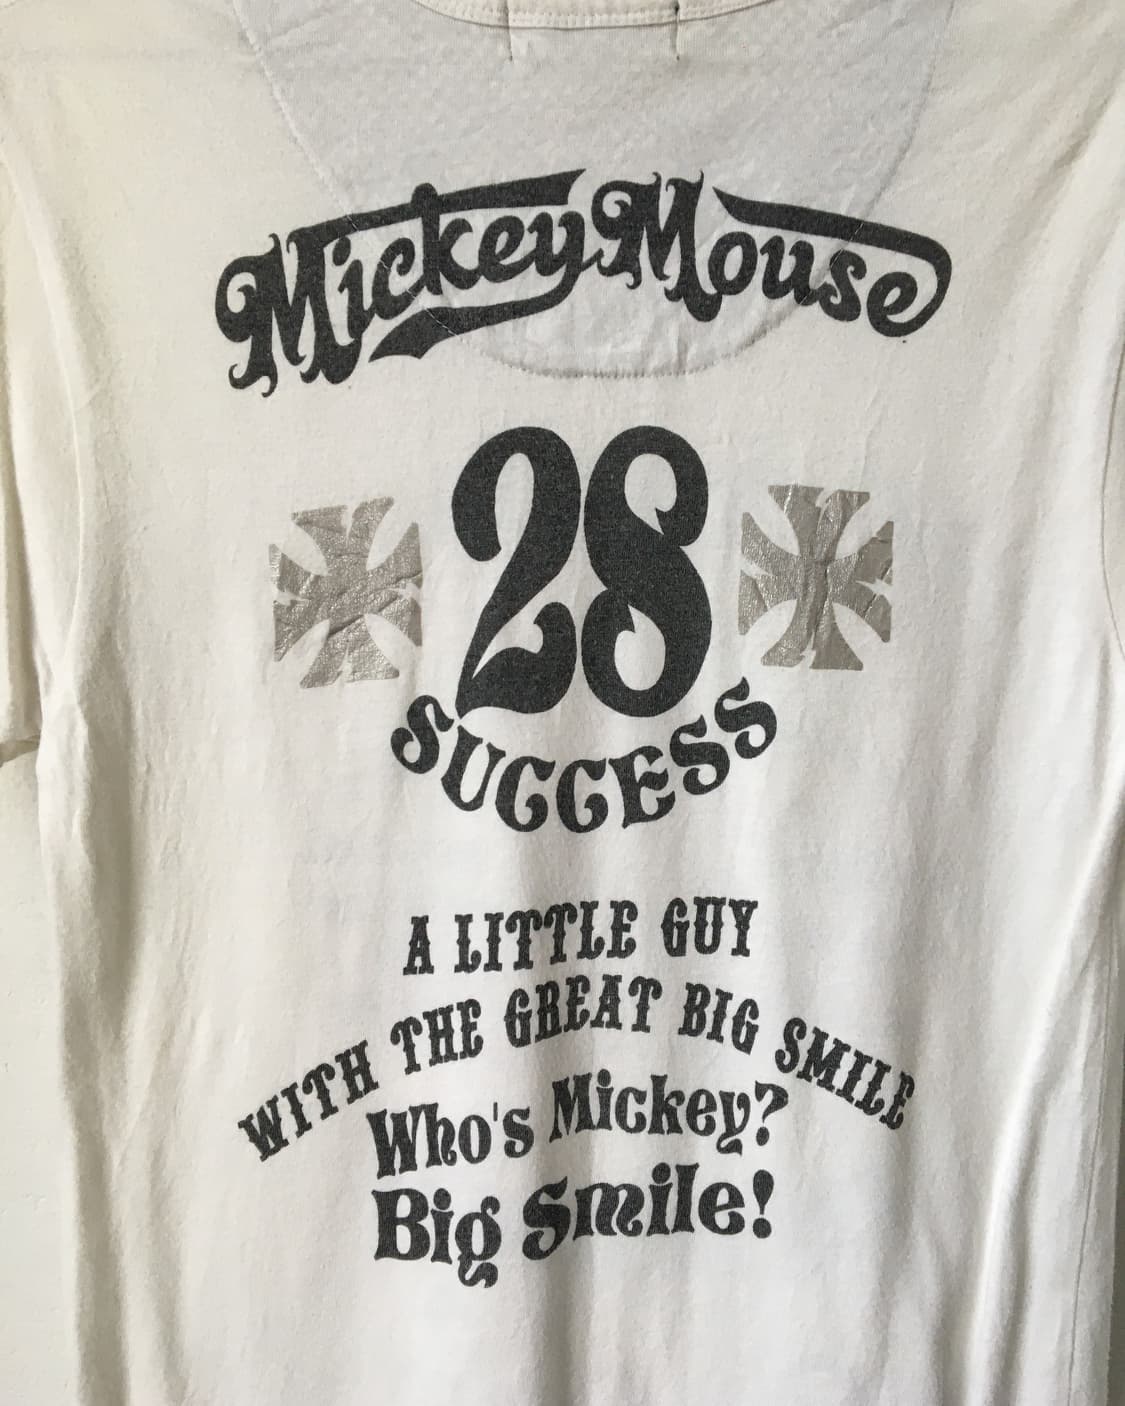 Mickey Mouse
28
SUCCESS
A LITTLE GUY
WITH THE GREAT BIG SMILE
Who's Mickey?
Big Smile!